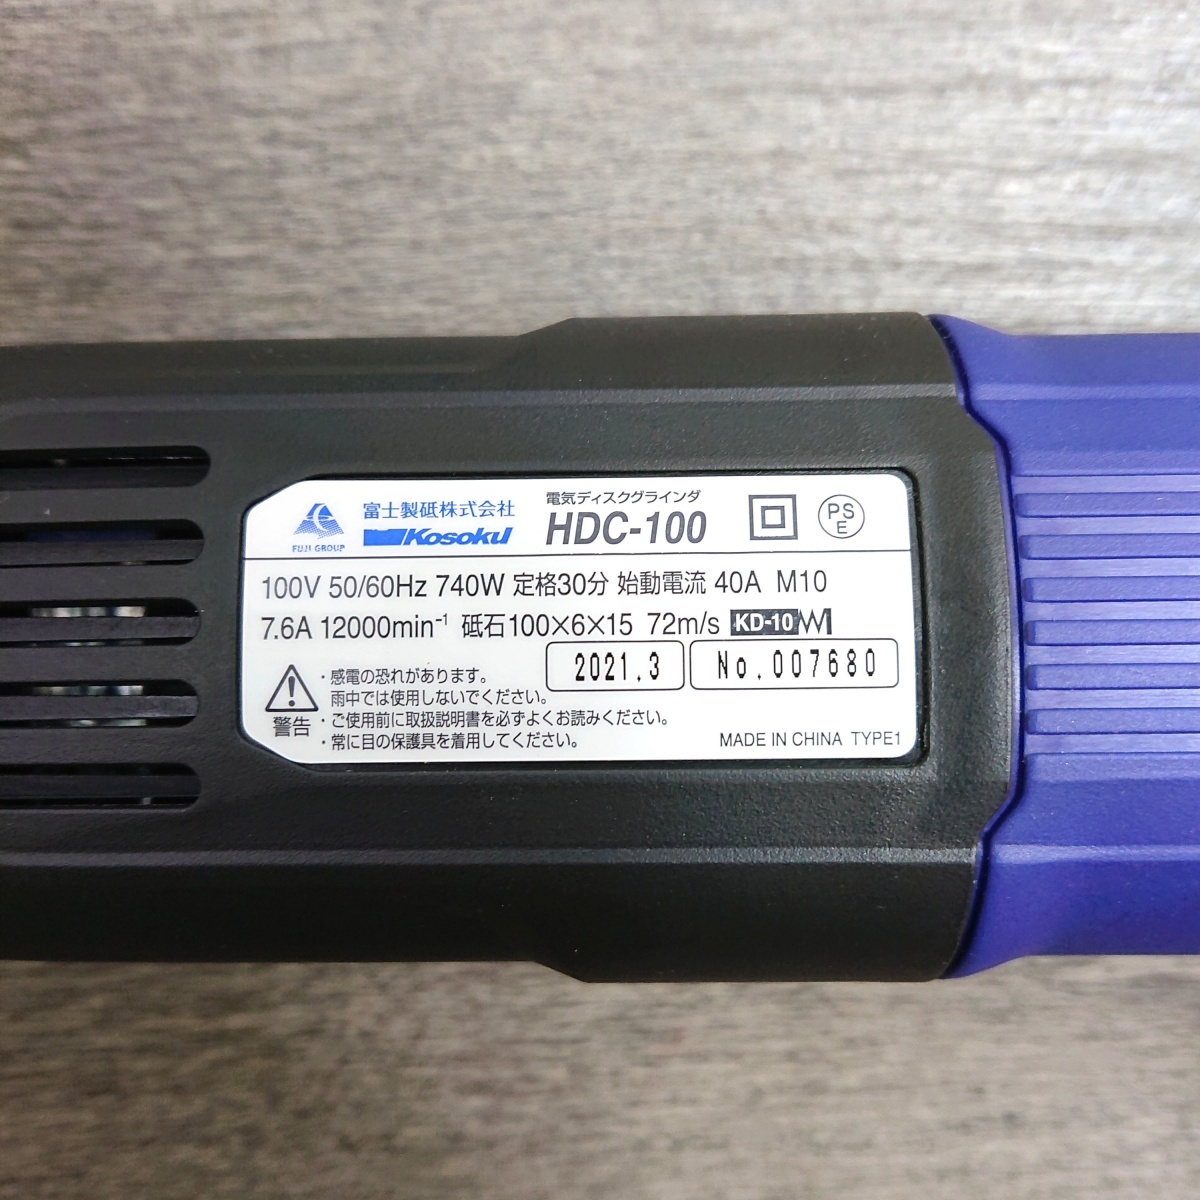 FUJI GROUP
富士製砥株式会社
Kosoku
電気ディスクグラインダ
HDC-100
PS
E
100V 50/60Hz 740W 定格30分 始動電流 40A M10
7.6A 12000min⁻¹ 砥石100×6×15 72m/s KD-10
2021.3 No.007680
警告
・感電の恐れがあります。
雨中では使用しないでください。
・ご使用前に取扱説明書を必ずよくお読みください。
・常に目の保護具を着用してください。
MADE IN CHINA TYPE1